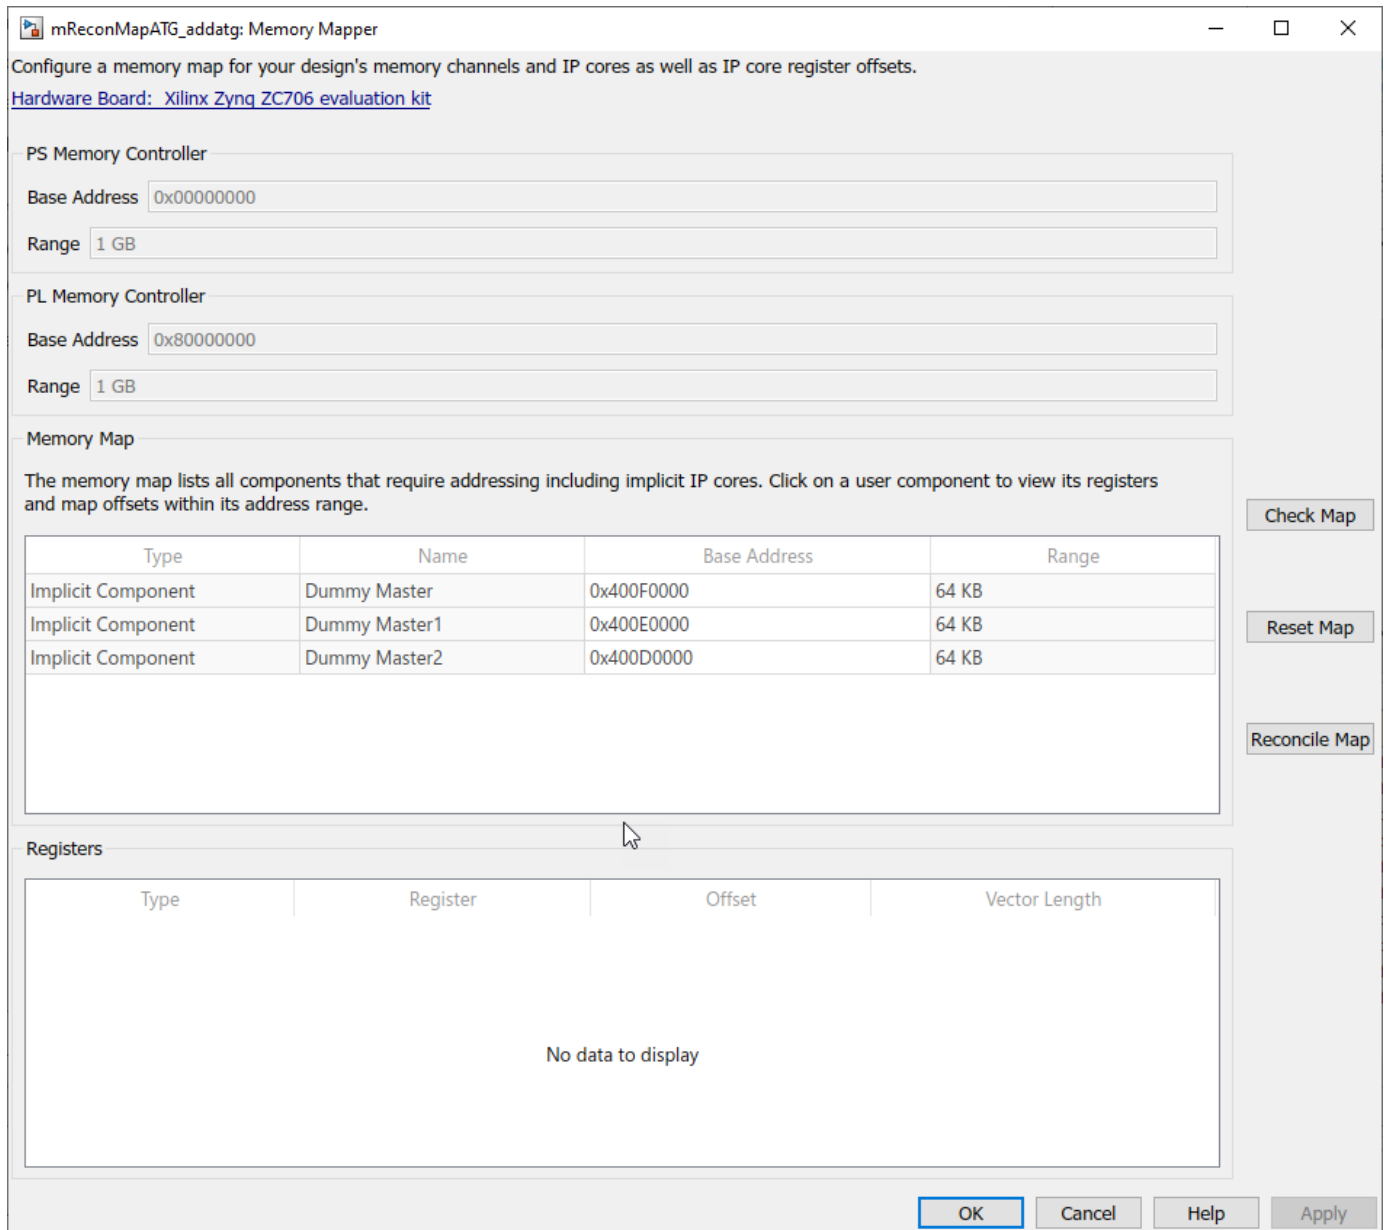 mReconMapATG_addatg: Memory Mapper
Configure a memory map for your design's memory channels and IP cores as well as IP core register offsets.
Hardware Board: Xilinx Zynq ZC706 evaluation kit
PS Memory Controller
Base Address 0x00000000
Range 1 GB
PL Memory Controller
Base Address 0x80000000
Range 1 GB
Memory Map
The memory map lists all components that require addressing including implicit IP cores. Click on a user component to view its registers
and map offsets within its address range.
Check Map
Type Name Base Address Range
Implicit Component Dummy Master 0x400F0000 64 KB
Implicit Component Dummy Master1 0x400E0000 64 KB
Reset Map
Implicit Component Dummy Master2 0x400D0000 64 KB
Reconcile Map
Registers
Type Register Offset Vector Length
No data to display
OK Cancel Help Apply